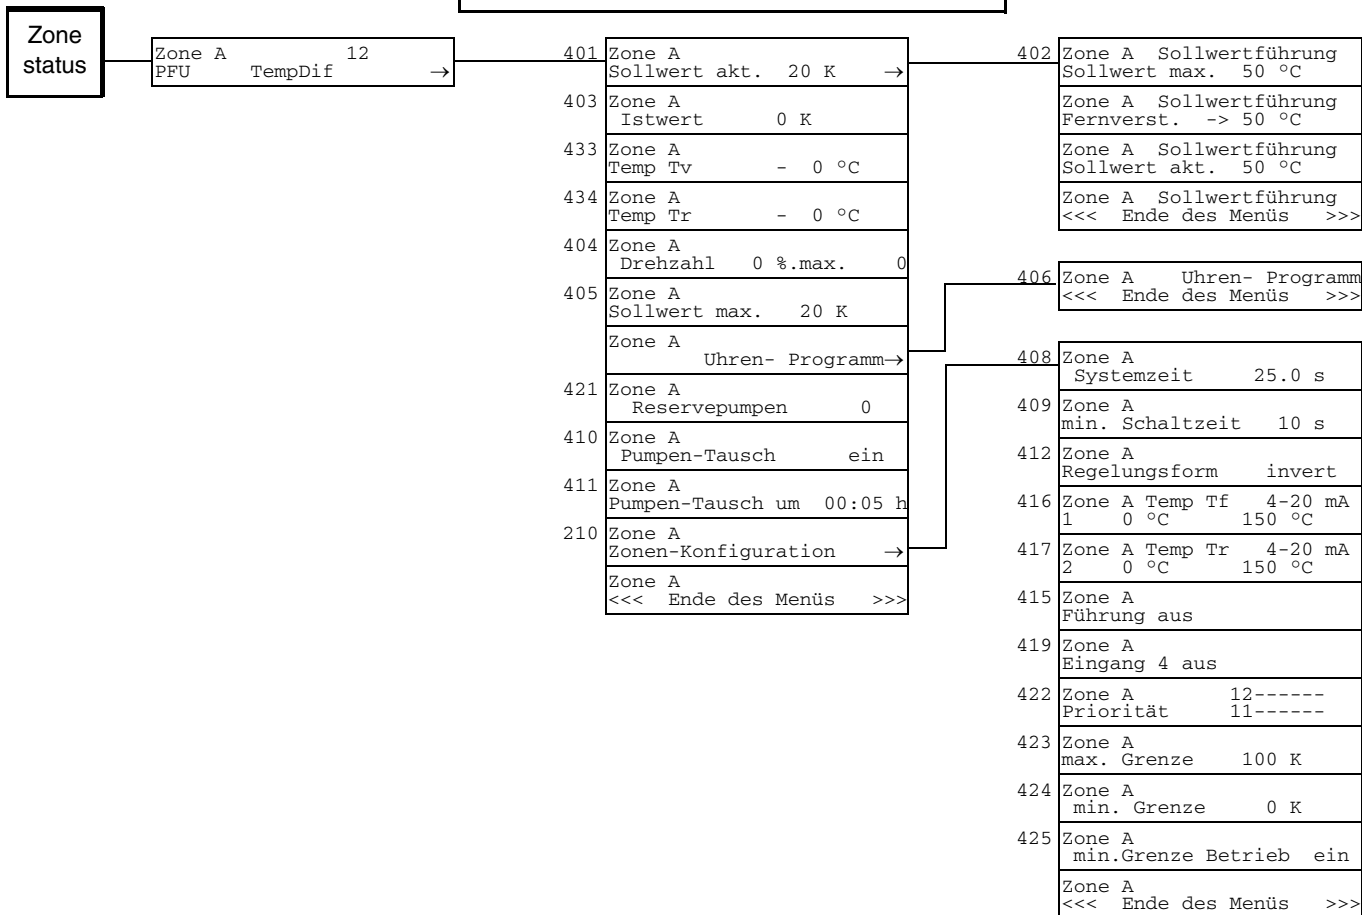 Zone
status
Zone A 12
PFU TempDif →
401 Zone A
Sollwert akt. 20 K →
403 Zone A
Istwert 0 K
433 Zone A
Temp Tv - 0 °C
434 Zone A
Temp Tr - 0 °C
404 Zone A
Drehzahl 0 %.max. 0
405 Zone A
Sollwert max. 20 K
Zone A
Uhren- Programm→
421 Zone A
Reservepumpen 0
410 Zone A
Pumpen-Tausch ein
411 Zone A
Pumpen-Tausch um 00:05 h
210 Zone A
Zonen-Konfiguration →
Zone A
<<< Ende des Menüs >>>
402 Zone A Sollwertführung
Sollwert max. 50 °C
Zone A Sollwertführung
Fernverst. -> 50 °C
Zone A Sollwertführung
Sollwert akt. 50 °C
Zone A Sollwertführung
<<< Ende des Menüs >>>
406 Zone A Uhren- Programm
<<< Ende des Menüs >>>
408 Zone A
Systemzeit 25.0 s
409 Zone A
min. Schaltzeit 10 s
412 Zone A
Regelungsform invert
416 Zone A Temp Tf 4-20 mA
1 0 °C 150 °C
417 Zone A Temp Tr 4-20 mA
2 0 °C 150 °C
415 Zone A
Führung aus
419 Zone A
Eingang 4 aus
422 Zone A 12------
Priorität 11------
423 Zone A
max. Grenze 100 K
424 Zone A
min. Grenze 0 K
425 Zone A
min.Grenze Betrieb ein
Zone A
<<< Ende des Menüs >>>